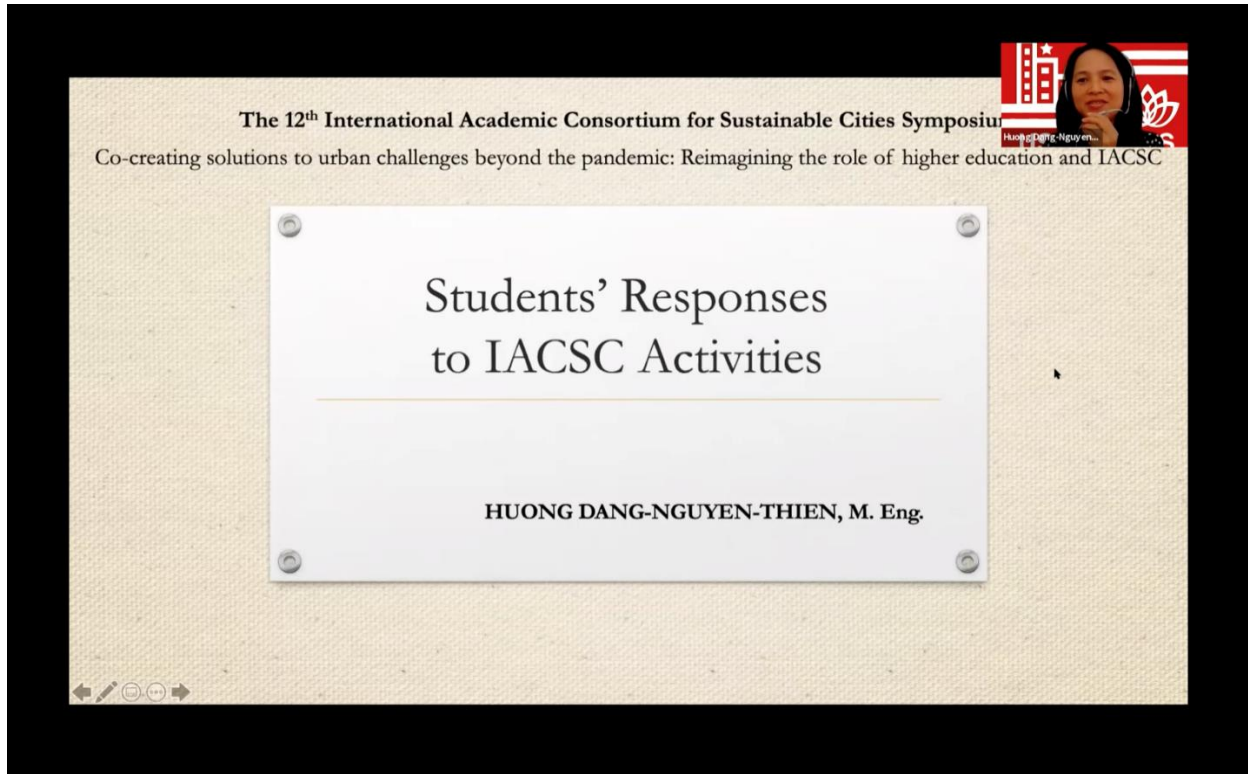 The 12th International Academic Consortium for Sustainable Cities
Co-creating solutions to urban challenges beyond the pandemic: Reimagining the role of higher education and IACSC
Huong Dang-Nguyen...
Students’ Responses
to IACSC Activities
HUONG DANG-NGUYEN-THIEN, M. Eng.